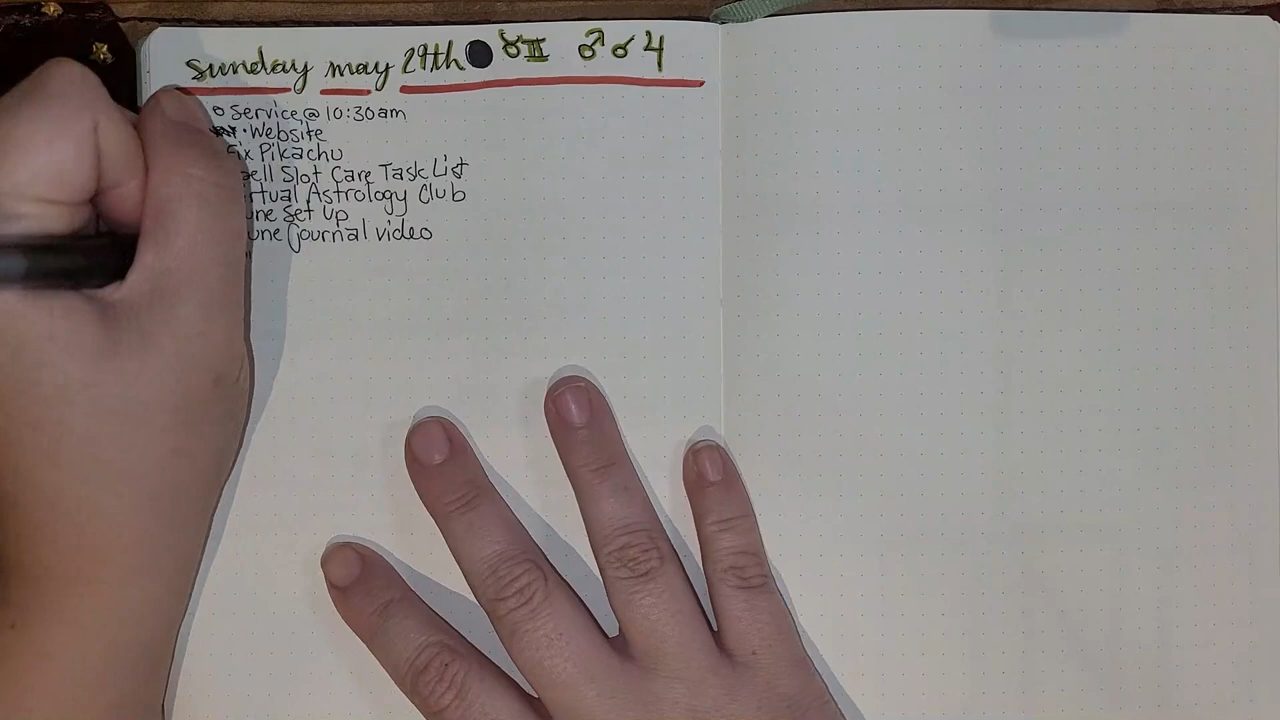 Sunday may 29th ● ♉♊ ♂☌♃
Service @ 10:30am
· Website
Fix Pikachu
Slot Care Task List
Astrology Club
Set Up
Journal video